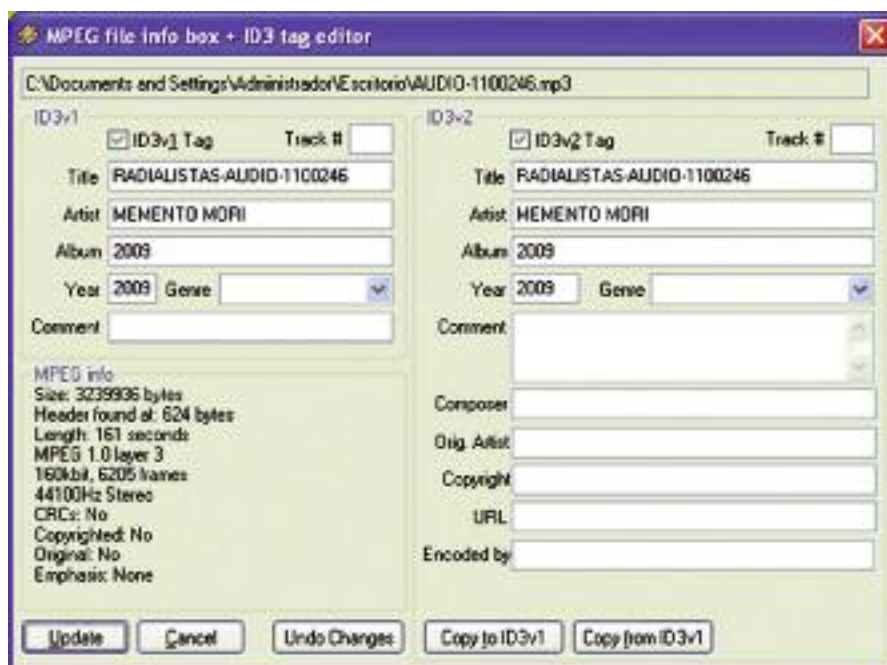 MPEG file info box + ID3 tag editor
C:\Documents and Settings\Administrador\Escritorio\AUDIO-1100246.mp3
ID3v1
ID3v1 Tag Track #
Title RADIALISTAS-AUDIO-1100246
Artist MEMENTO MORI
Album 2009
Year 2009 Genre
Comment
MPEG info
Size: 3239936 bytes
Header found at: 624 bytes
Length: 161 seconds
MPEG 1.0 layer 3
160kbit, 6205 frames
44100Hz Stereo
CRCs: No
Copyrighted: No
Original: No
Emphasis: None
ID3v2
ID3v2 Tag Track #
Title RADIALISTAS-AUDIO-1100246
Artist MEMENTO MORI
Album 2009
Year 2009 Genre
Comment
Composer
Orig. Artist
Copyright
URL
Encoded by
Update Cancel Undo Changes Copy to ID3v1 Copy from ID3v1